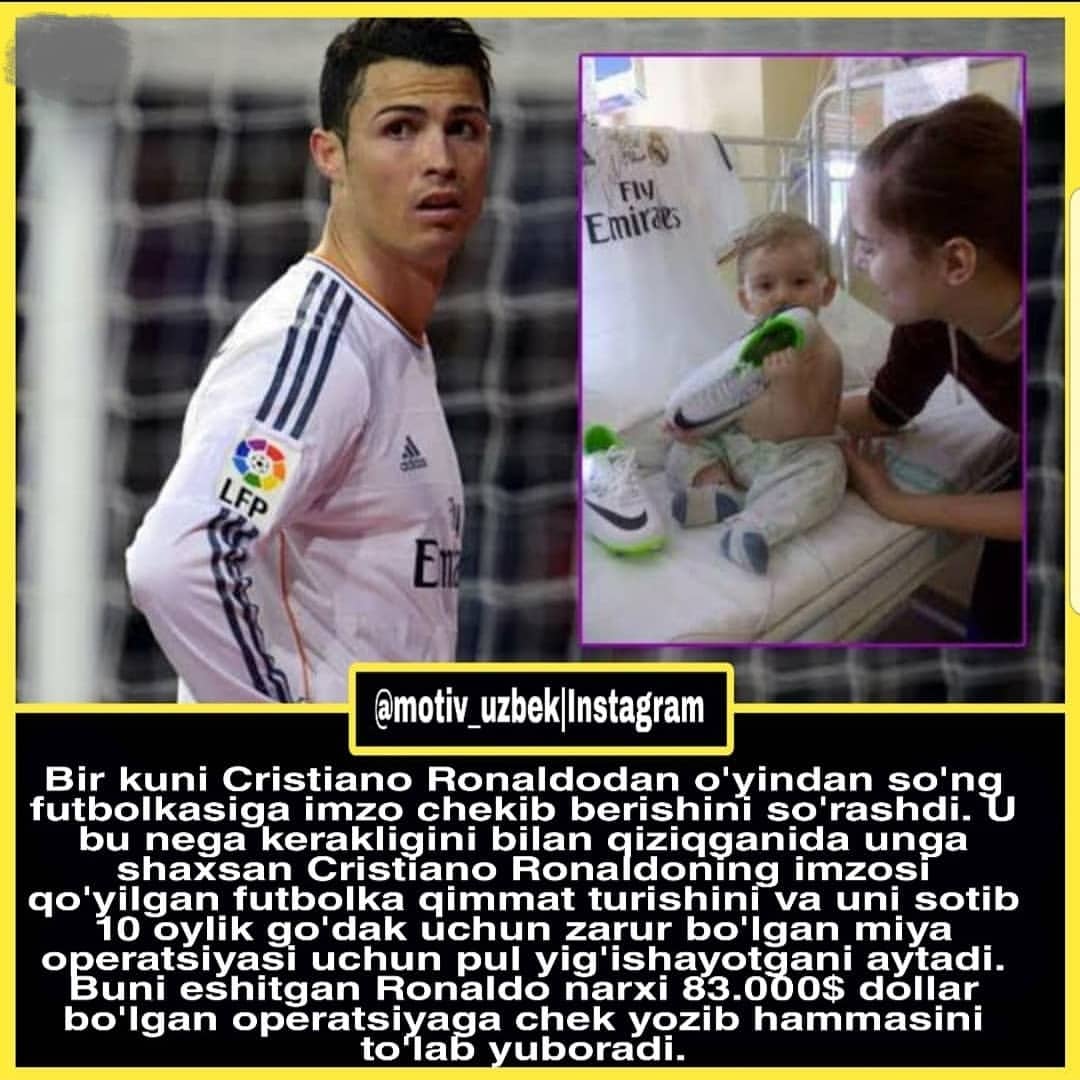 FLY
Emirates
adidas
LFP
Em
@motiv_uzbek|Instagram
Bir kuni Cristiano Ronaldodan o'yindan so'ng
futbolkasiga imzo chekib berishini so'rashdi. U
bu nega kerakligini bilan qiziqganida unga
shaxsan Cristiano Ronaldoning imzosi
qo'yilgan futbolka qimmat turishini va uni sotib
10 oylik go'dak uchun zarur bo'lgan miya
operatsiyasi uchun pul yig'ishayotgani aytadi.
Buni eshitgan Ronaldo narxi 83.000$ dollar
bo'lgan operatsiyaga chek yozib hammasini
to'lab yuboradi.